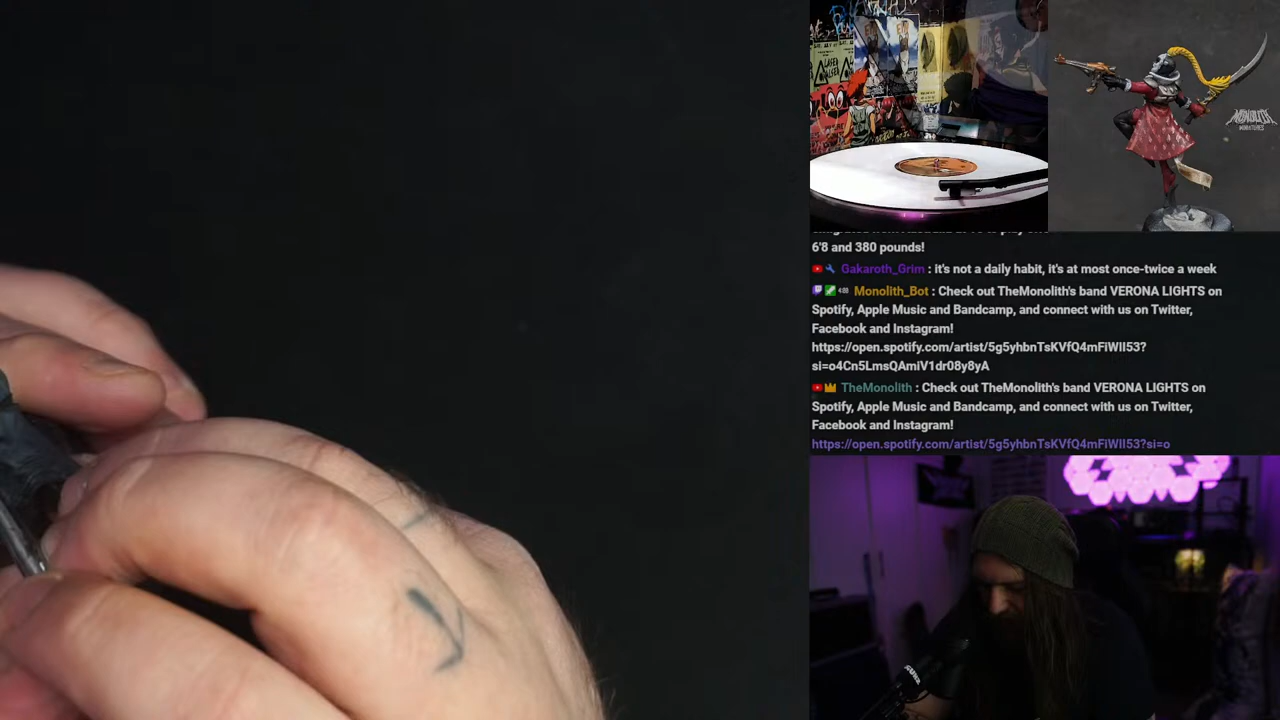 6'8 and 380 pounds!
Gakaroth_Grim : it's not a daily habit, it's at most once-twice a week
Monolith_Bot : Check out TheMonolith's band VERONA LIGHTS on
Spotify, Apple Music and Bandcamp, and connect with us on Twitter,
Facebook and Instagram!
https://open.spotify.com/artist/5g5yhbnTsKVfQ4mFiWII53?
si=o4Cn5LmsQAmiV1dr08y8yA
TheMonolith : Check out TheMonolith's band VERONA LIGHTS on
Spotify, Apple Music and Bandcamp, and connect with us on Twitter,
Facebook and Instagram!
https://open.spotify.com/artist/5g5yhbnTsKVfQ4mFiWII53?si=o